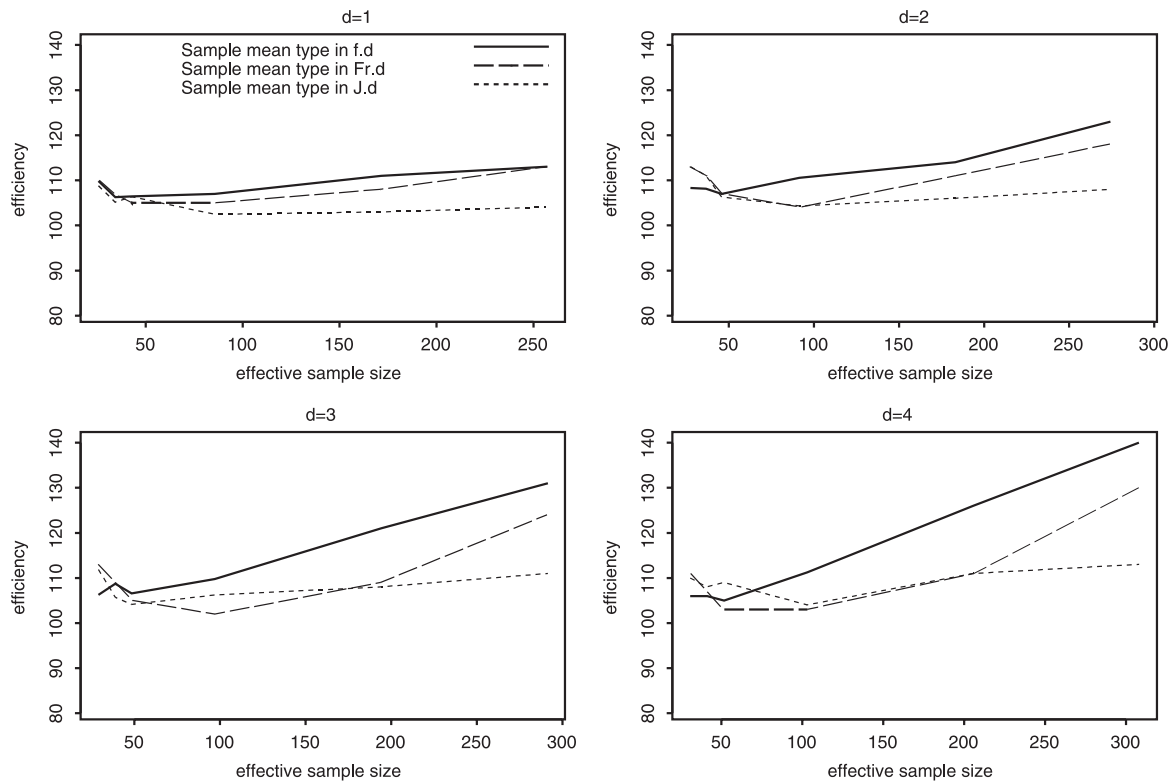 d=1
140
130
120
110
100
90
80
efficiency
Sample mean type in f.d
Sample mean type in Fr.d
Sample mean type in J.d
50 100 150 200 250
effective sample size
d=2
140
130
120
110
100
90
80
efficiency
50 100 150 200 250 300
effective sample size
d=3
140
130
120
110
100
90
80
efficiency
50 100 150 200 250 300
effective sample size
d=4
140
130
120
110
100
90
80
efficiency
50 100 150 200 250 300
effective sample size